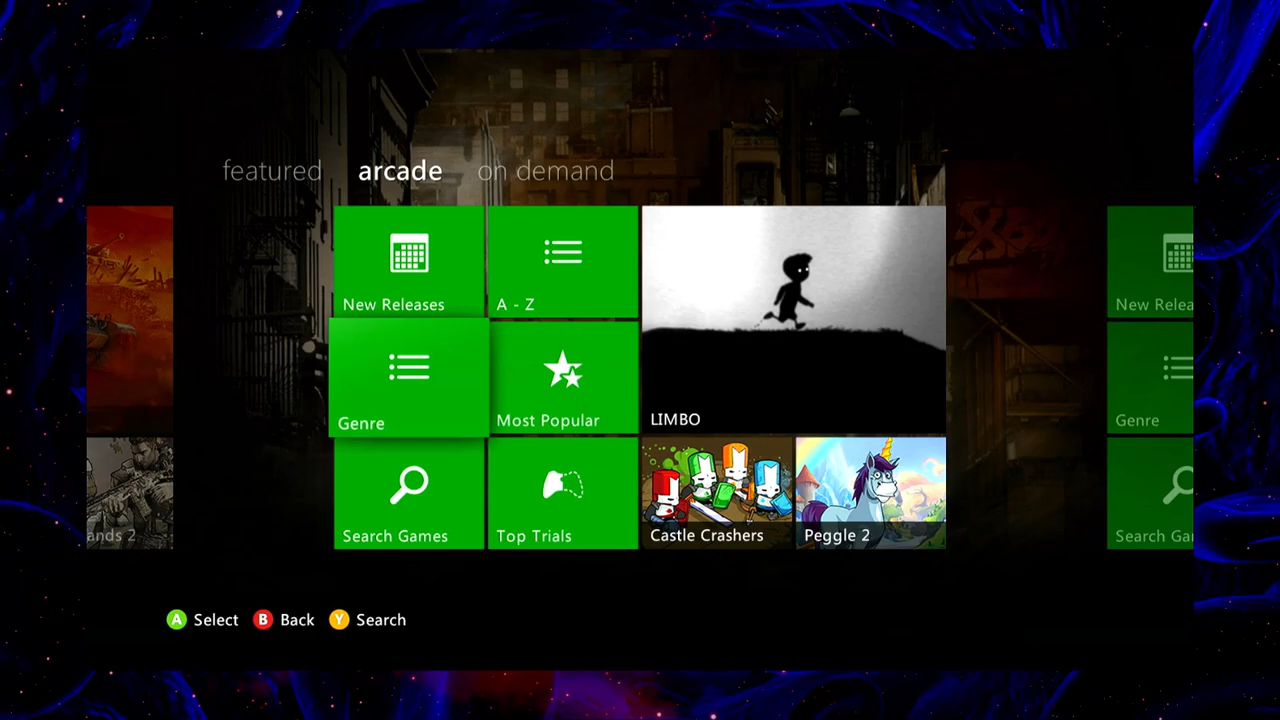 featured arcade on demand
New Releases
A - Z
Genre
Most Popular
LIMBO
Search Games
Top Trials
Castle Crashers
Peggle 2
ands 2
New Relea
Genre
Search Ga
A Select B Back Y Search